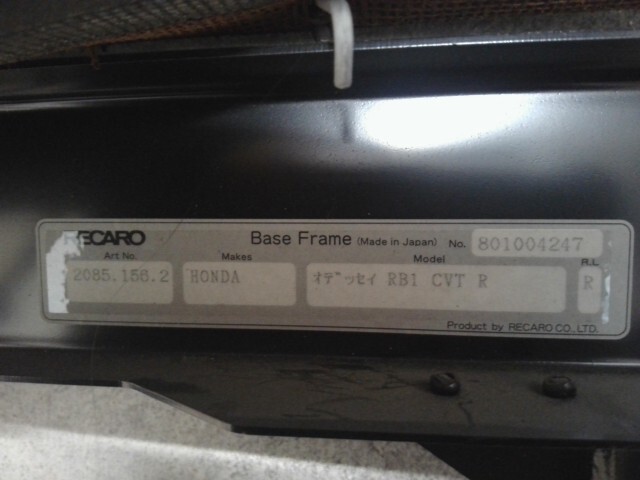 RECARO Base Frame (Made in Japan) No. 801004247
Art No. Makes Model R.L
2085.156.2 HONDA オデッセイ RB1 CVT R R
Product by RECARO CO., LTD.